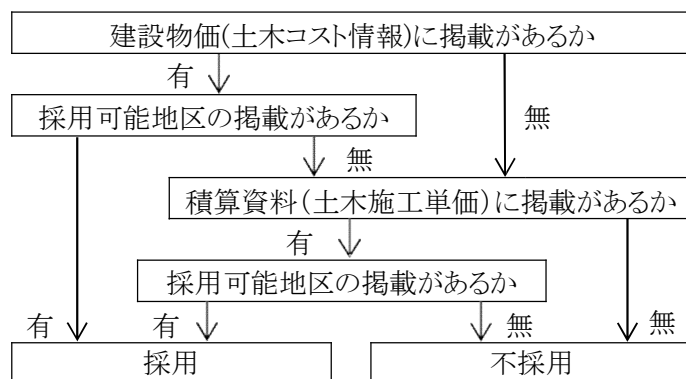 建設物価(土木コスト情報)に掲載があるか
有
採用可能地区の掲載があるか
無
無
積算資料(土木施工単価)に掲載があるか
有
採用可能地区の掲載があるか
有
有
無
無
採用
不採用